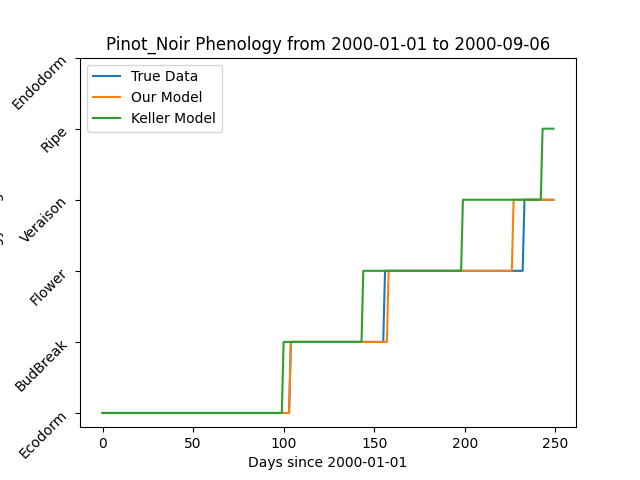 Pinot_Noir Phenology from 2000-01-01 to 2000-09-06
True Data
Our Model
Keller Model
Endodorm
Ripe
Veraison
Flower
BudBreak
Ecodorm
0 50 100 150 200 250
Days since 2000-01-01